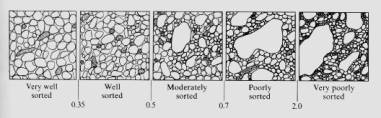 Very well sorted
Well sorted
Moderately sorted
Poorly sorted
Very poorly sorted
0.35
0.5
0.7
2.0